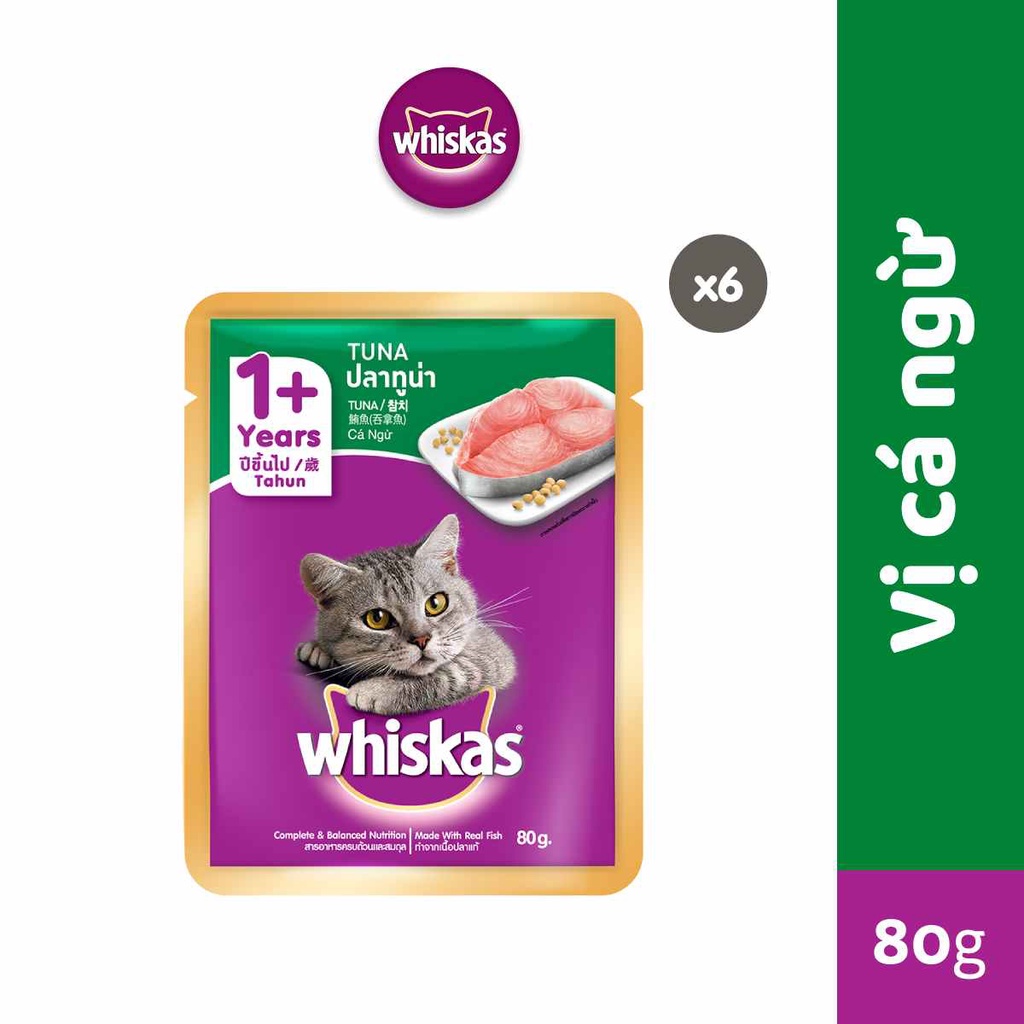 whiskas
x6
1+
Years
ปีขึ้นไป / 歲
Tahun
TUNA
ปลาทูน่า
TUNA / 참치
鮪魚(吞拿魚)
Cá Ngừ
whiskas
Complete & Balanced Nutrition
สารอาหารครบถ้วนและสมดุล
Made With Real Fish
ทำจากเนื้อปลาแท้
80 g.
Vị cá ngừ
80g